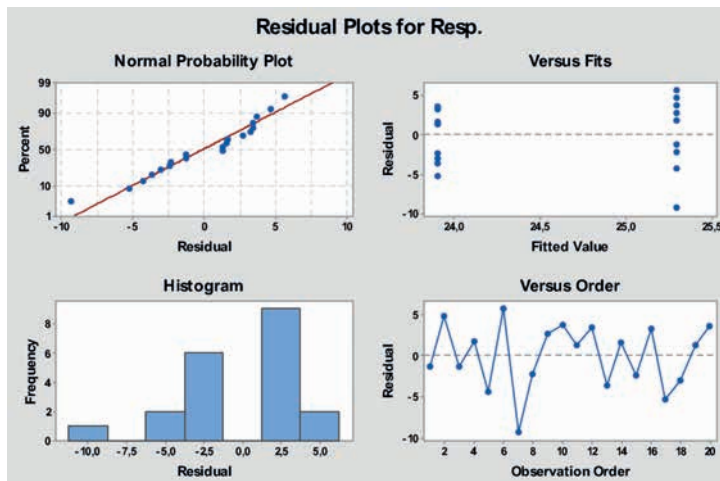 Residual Plots for Resp.
Normal Probability Plot
99
90
50
10
1
Percent
-10 -5 0 5 10
Residual
Versus Fits
5
0
-5
-10
Residual
24,0 24,5 25,0 25,5
Fitted Value
Histogram
8
6
4
2
0
Frequency
-10,0 -7,5 -5,0 -2,5 0,0 2,5 5,0
Residual
Versus Order
5
0
-5
-10
Residual
2 4 6 8 10 12 14 16 18 20
Observation Order